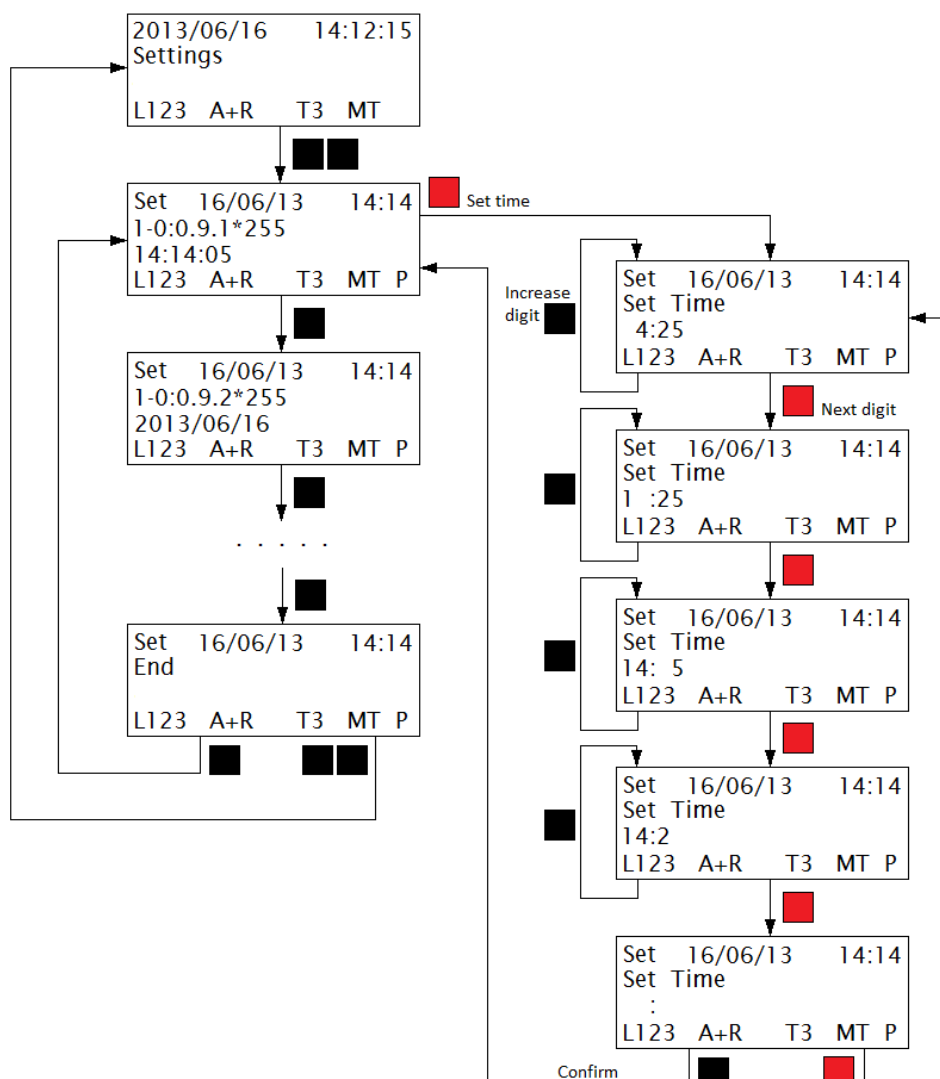 2013/06/16 14:12:15
Settings
L123 A+R T3 MT
Set 16/06/13 14:14
1-0:0.9.1*255
14:14:05
L123 A+R T3 MT P
Set 16/06/13 14:14
1-0:0.9.2*255
2013/06/16
L123 A+R T3 MT P
. . . . .
Set 16/06/13 14:14
End
L123 A+R T3 MT P
Set time
Increase
digit
Set 16/06/13 14:14
Set Time
4:25
L123 A+R T3 MT P
Next digit
Set 16/06/13 14:14
Set Time
1 :25
L123 A+R T3 MT P
Set 16/06/13 14:14
Set Time
14: 5
L123 A+R T3 MT P
Set 16/06/13 14:14
Set Time
14:2
L123 A+R T3 MT P
Set 16/06/13 14:14
Set Time
:
L123 A+R T3 MT P
Confirm